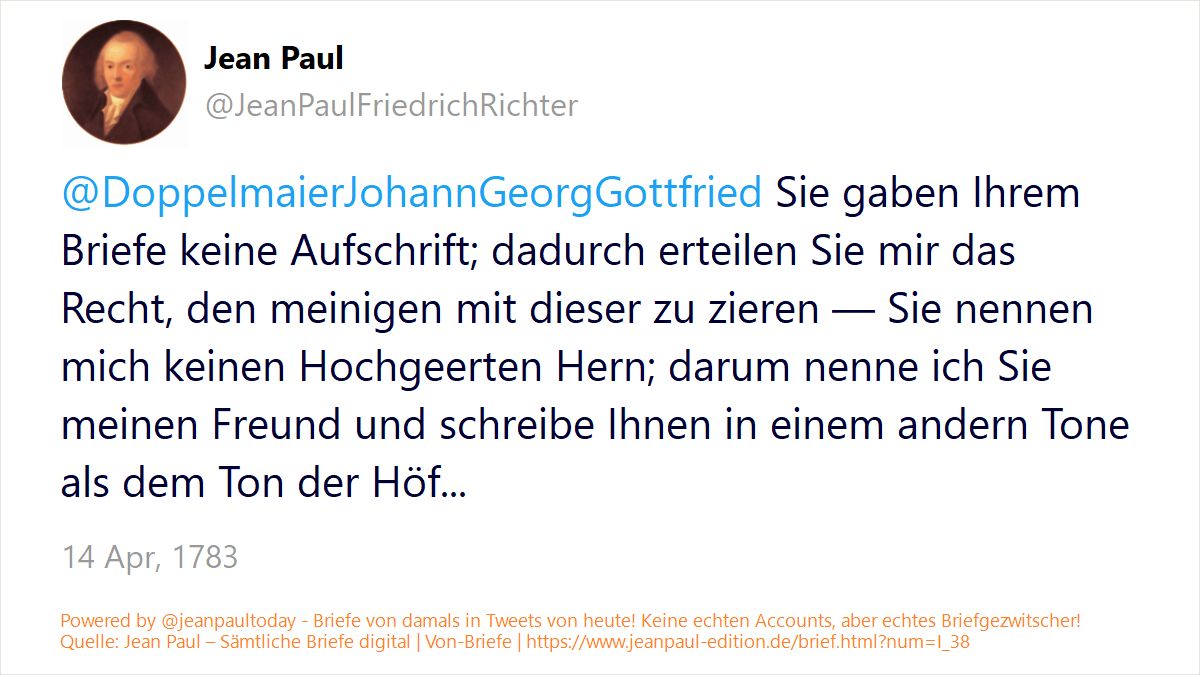 Jean Paul
@JeanPaulFriedrichRichter
@DoppelmaierJohannGeorgGottfried Sie gaben Ihrem
Briefe keine Aufschrift; dadurch erteilen Sie mir das
Recht, den meinigen mit dieser zu zieren — Sie nennen
mich keinen Hochgeerten Hern; darum nenne ich Sie
meinen Freund und schreibe Ihnen in einem andern Tone
als dem Ton der Höf...
14 Apr, 1783
Powered by @jeanpaultoday - Briefe von damals in Tweets von heute! Keine echten Accounts, aber echtes Briefgezwitscher!
Quelle: Jean Paul – Sämtliche Briefe digital | Von-Briefe | https://www.jeanpaul-edition.de/brief.html?num=I_38